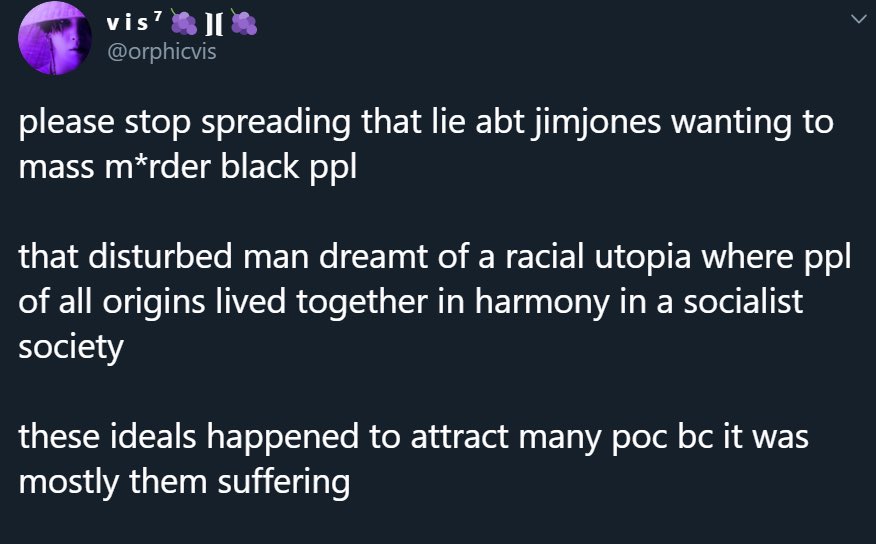 vis⁷🍇][🍇
@orphicvis
please stop spreading that lie abt jimjones wanting to
mass m*rder black ppl
that disturbed man dreamt of a racial utopia where ppl
of all origins lived together in harmony in a socialist
society
these ideals happened to attract many poc bc it was
mostly them suffering